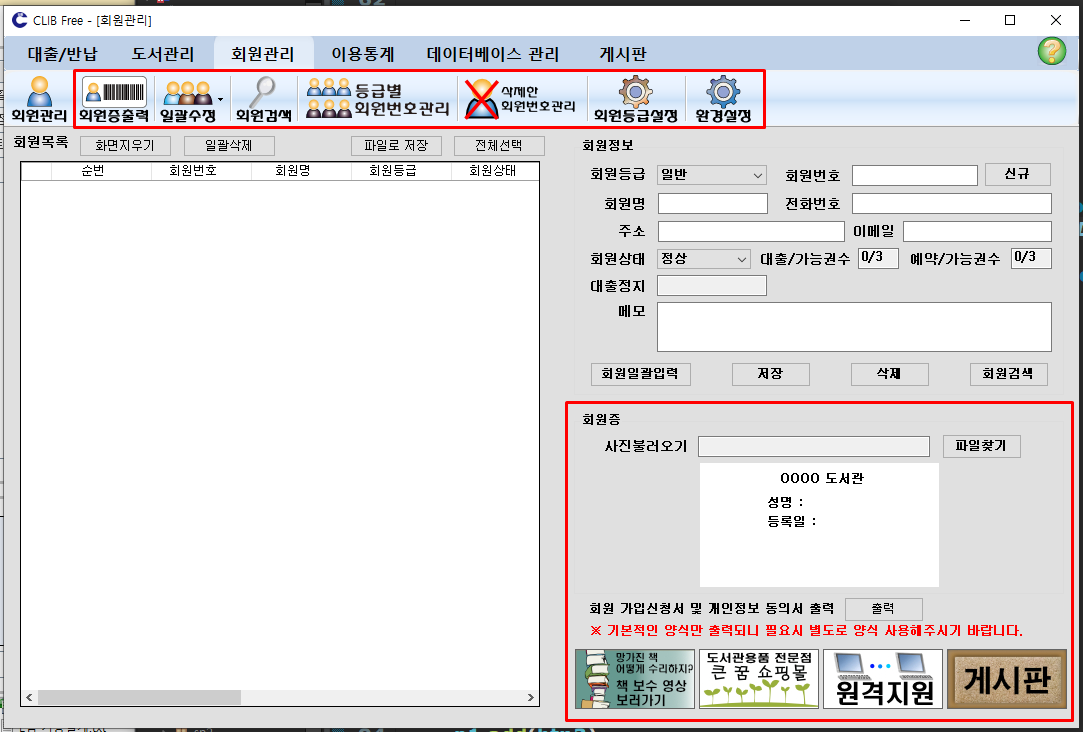 CLIB Free - [회원관리]
대출/반납 도서관리 회원관리 이용통계 데이터베이스 관리 게시판
회원관리 회원증출력 일괄수정 회원검색 등급별 회원번호관리 삭제한 회원번호관리 회원등급설정 환경설정
회원목록 화면지우기 일괄삭제 파일로 저장 전체선택
순번 회원번호 회원명 회원등급 회원상태
회원정보
회원등급 일반 회원번호 신규
회원명 전화번호
주소 이메일
회원상태 정상 대출/가능권수 0/3 예약/가능권수 0/3
대출정지
메모
회원일괄입력 저장 삭제 회원검색
회원증
사진불러오기 파일찾기
OOOO 도서관
성명 :
등록일 :
회원 가입신청서 및 개인정보 동의서 출력 출력
※ 기본적인 양식만 출력되니 필요시 별도로 양식 사용해주시기 바랍니다.
망가진 책
어떻게 수리하지?
책 보수 영상
보러가기
도서관용품 전문점
큰 꿈 쇼핑몰
원격지원
게시판